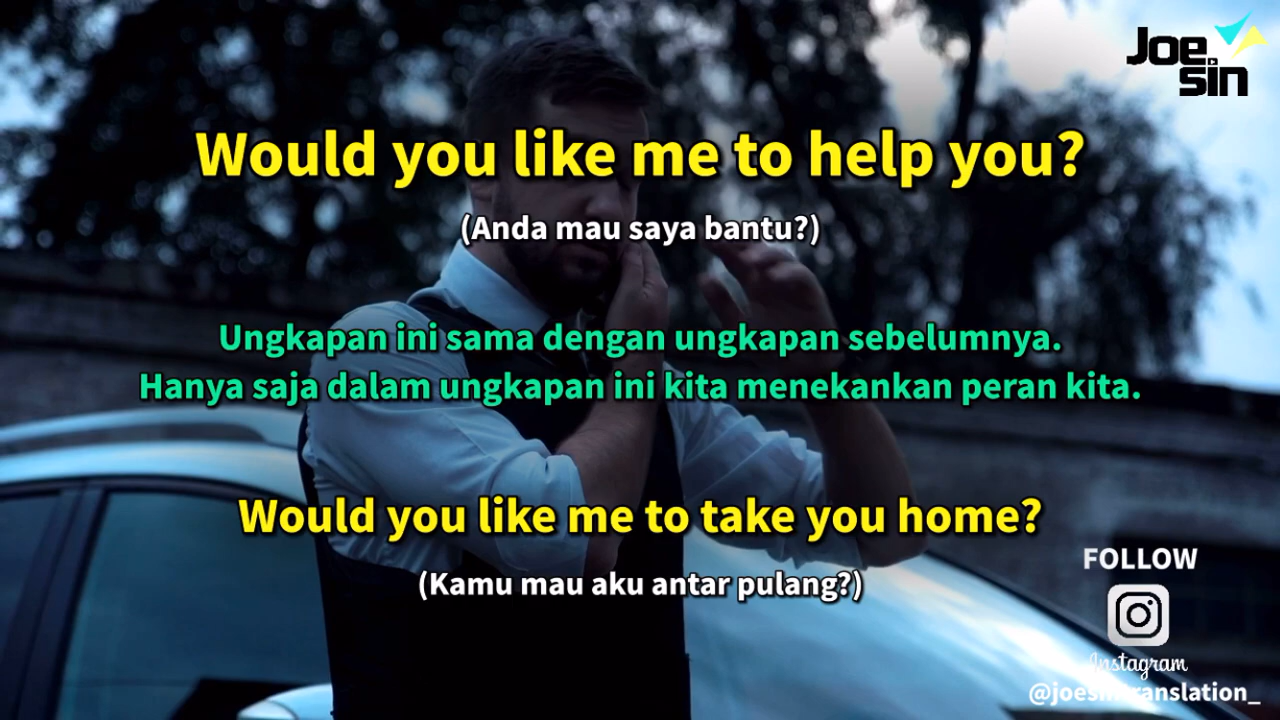 Joe
sin
Would you like me to help you?
(Anda mau saya bantu?)
Ungkapan ini sama dengan ungkapan sebelumnya.
Hanya saja dalam ungkapan ini kita menekankan peran kita.
Would you like me to take you home?
(Kamu mau aku antar pulang?)
FOLLOW
Instagram